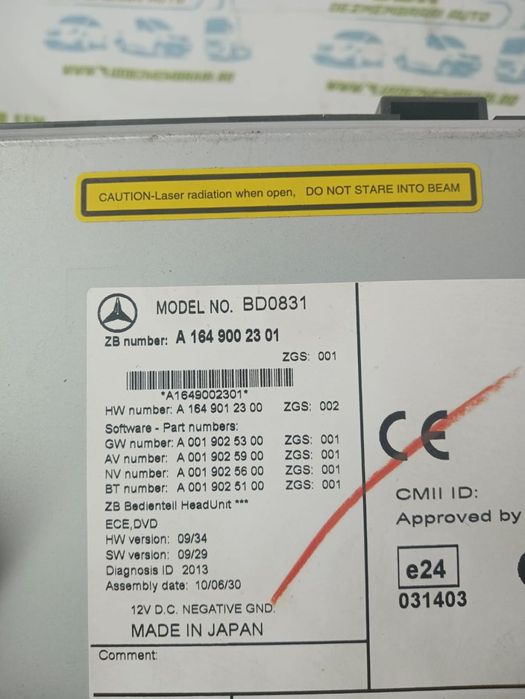 DEZMEMBRARI AUTO
CAUTION-Laser radiation when open, DO NOT STARE INTO BEAM
MODEL NO. BD0831
ZB number: A 164 900 23 01
ZGS: 001
*A1649002301*
HW number: A 164 901 23 00 ZGS: 002
Software - Part numbers:
GW number: A 001 902 53 00 ZGS: 001
AV number: A 001 902 59 00 ZGS: 001
NV number: A 001 902 56 00 ZGS: 001
BT number: A 001 902 51 00 ZGS: 001
ZB Bedienteil HeadUnit ***
ECE,DVD
HW version: 09/34
SW version: 09/29
Diagnosis ID 2013
Assembly date: 10/06/30
12V D.C. NEGATIVE GND.
MADE IN JAPAN
Comment:
CE
CMII ID:
Approved by
e24
031403